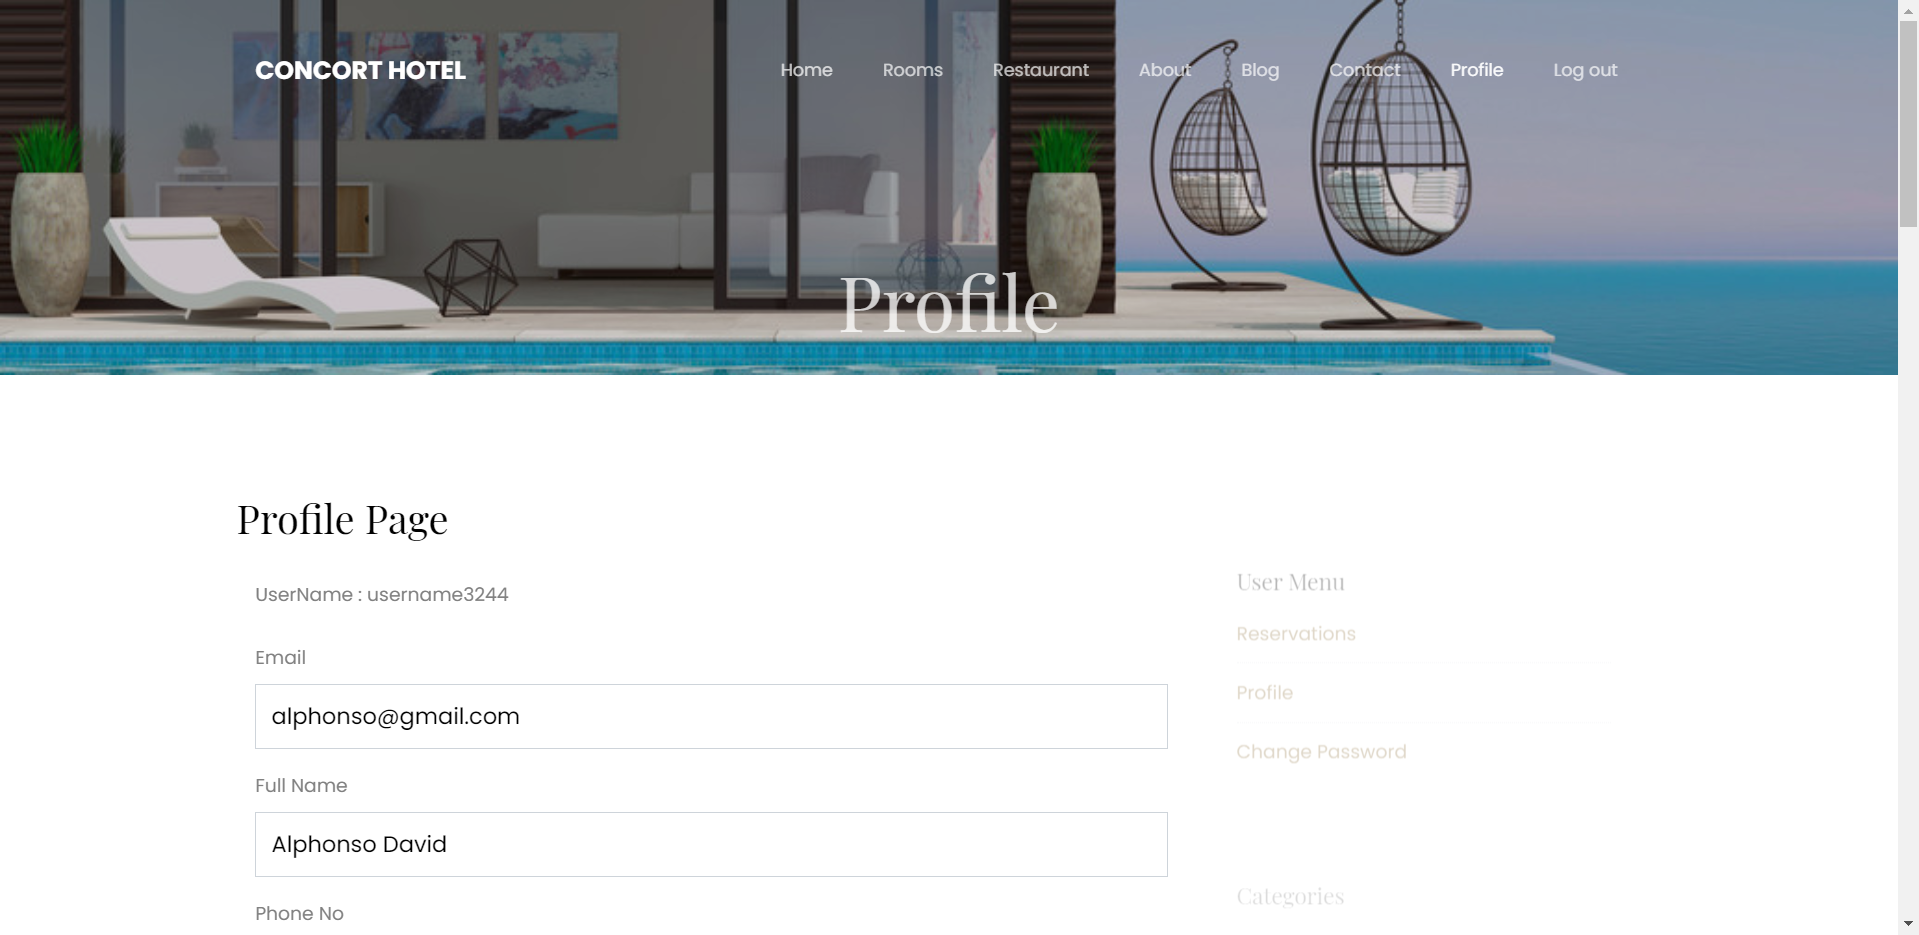 CONCORT HOTEL
Home Rooms Restaurant About Blog Contact Profile Log out
Profile
Profile Page
UserName : username3244
Email
alphonso@gmail.com
Full Name
Alphonso David
Phone No
User Menu
Reservations
Profile
Change Password
Categories